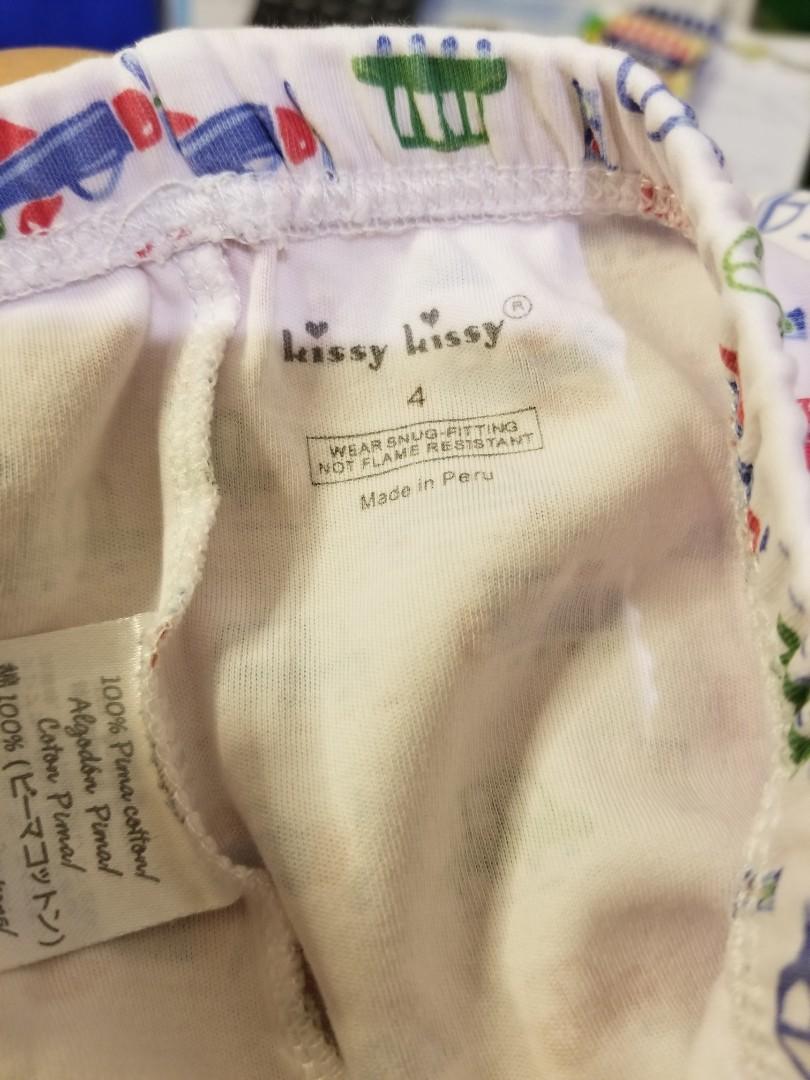 kissy kissy®
4
WEAR SNUG-FITTING
NOT FLAME RESISTANT
Made in Peru
100% Pima cotton/
Algodón Pima/
Coton Pima/
綿100% (ピーマコットン)